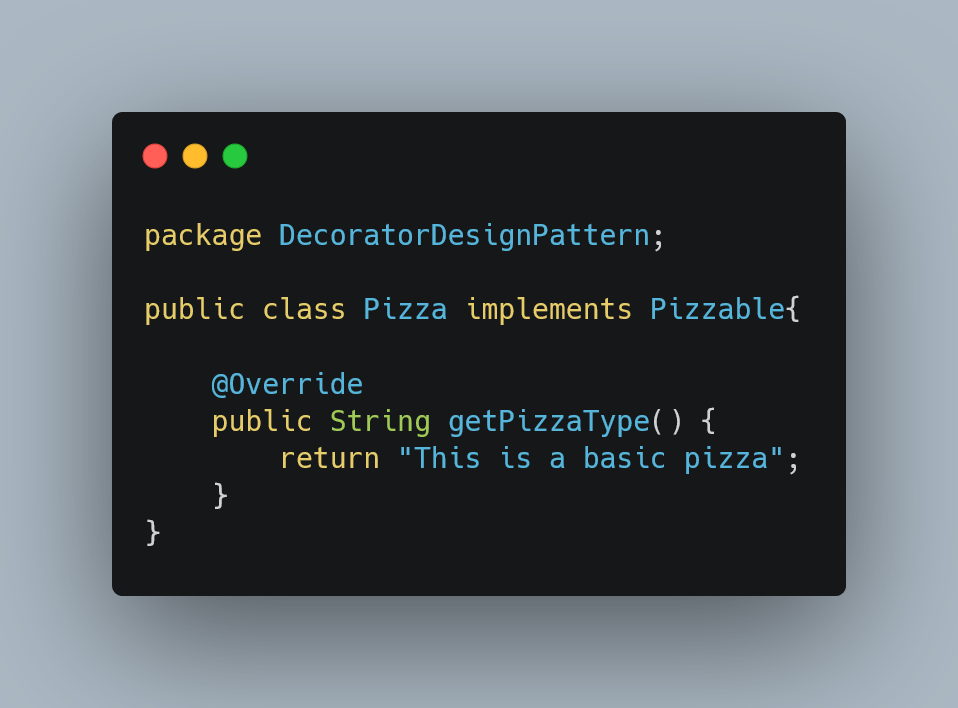 package DecoratorDesignPattern;
public class Pizza implements Pizzable{
@Override
public String getPizzaType() {
return "This is a basic pizza";
}
}